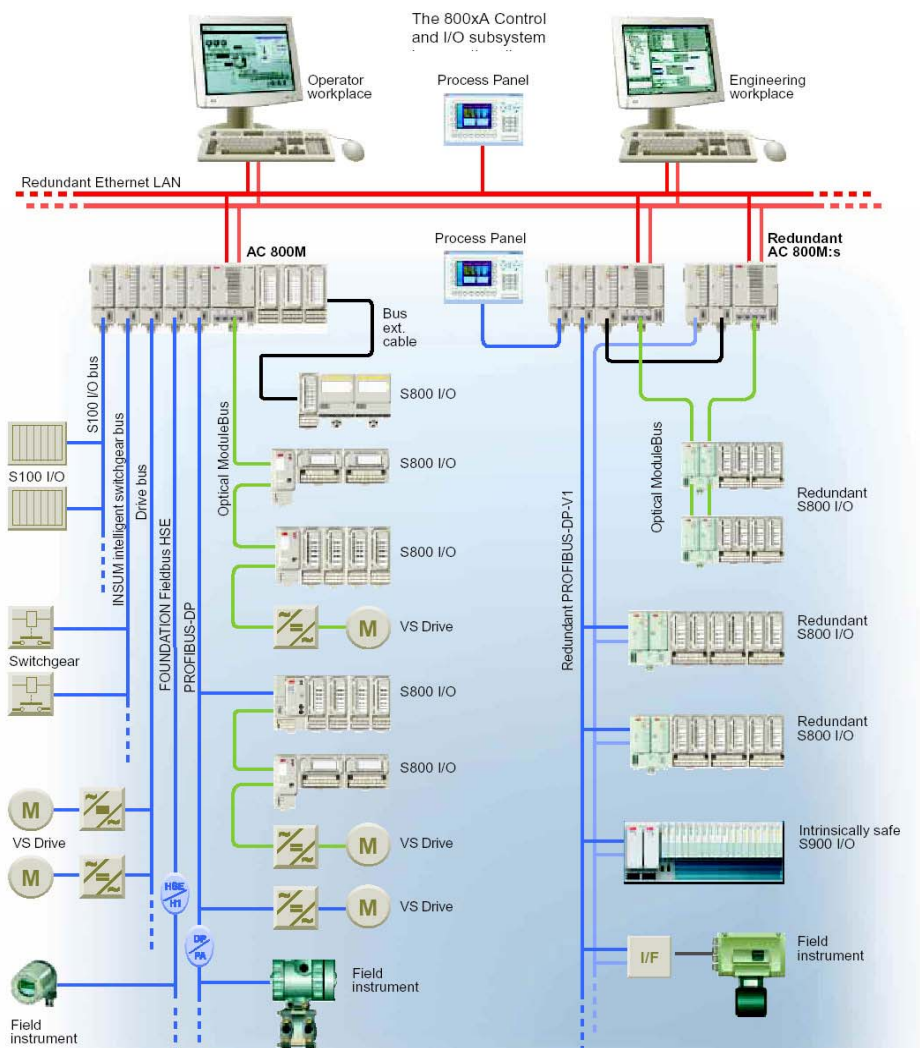 The 800xA Control
and I/O subsystem
Operator
workplace
Process Panel
Engineering
workplace
Redundant Ethernet LAN
AC 800M
Process Panel
Redundant
AC 800M:s
Bus
ext.
cable
S100 I/O bus
S800 I/O
S100 I/O
INSUM intelligent switchgear bus
Drive bus
FOUNDATION Fieldbus HSE
PROFIBUS-DP
Optical ModuleBus
S800 I/O
S800 I/O
M
VS Drive
Switchgear
S800 I/O
S800 I/O
M
VS Drive
M
VS Drive
M
M
VS Drive
HSE
H1
DP
PA
Field
instrument
Field
instrument
Redundant PROFIBUS-DP-V1
Optical ModuleBus
Redundant
S800 I/O
Redundant
S800 I/O
Redundant
S800 I/O
Intrinsically safe
S900 I/O
I/F
Field
instrument